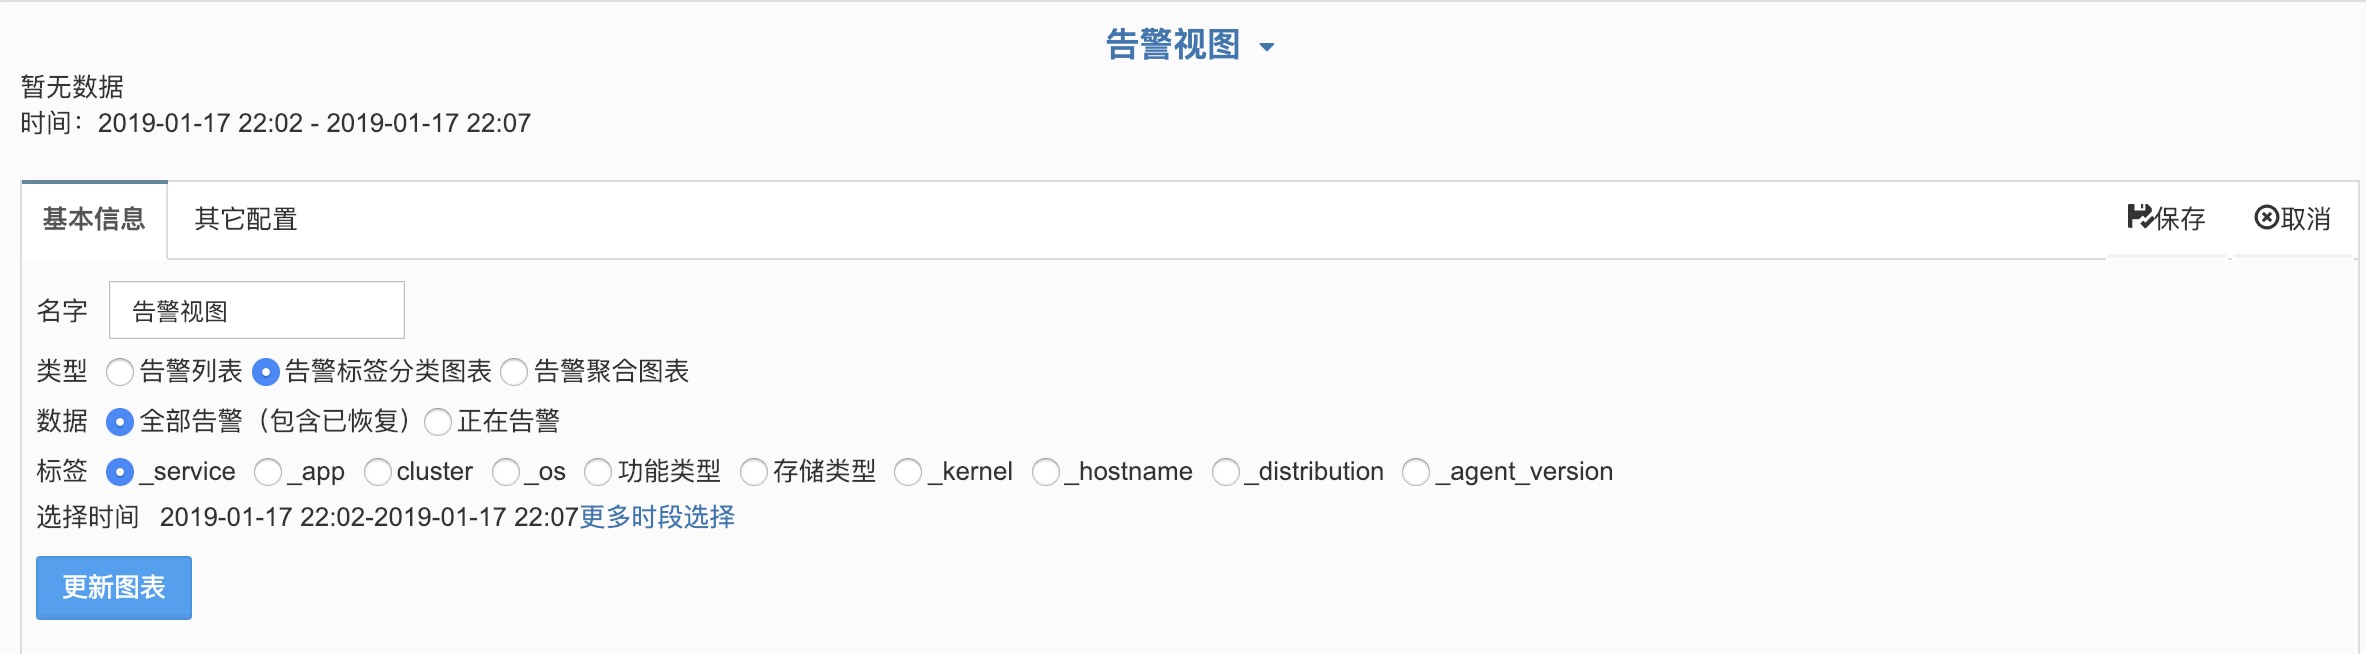 告警视图
暂无数据
时间：2019-01-17 22:02 - 2019-01-17 22:07
基本信息 其它配置 保存 取消
名字 告警视图
类型 告警列表 告警标签分类图表 告警聚合图表
数据 全部告警（包含已恢复） 正在告警
标签 _service _app cluster _os 功能类型 存储类型 _kernel _hostname _distribution _agent_version
选择时间 2019-01-17 22:02-2019-01-17 22:07更多时段选择
更新图表